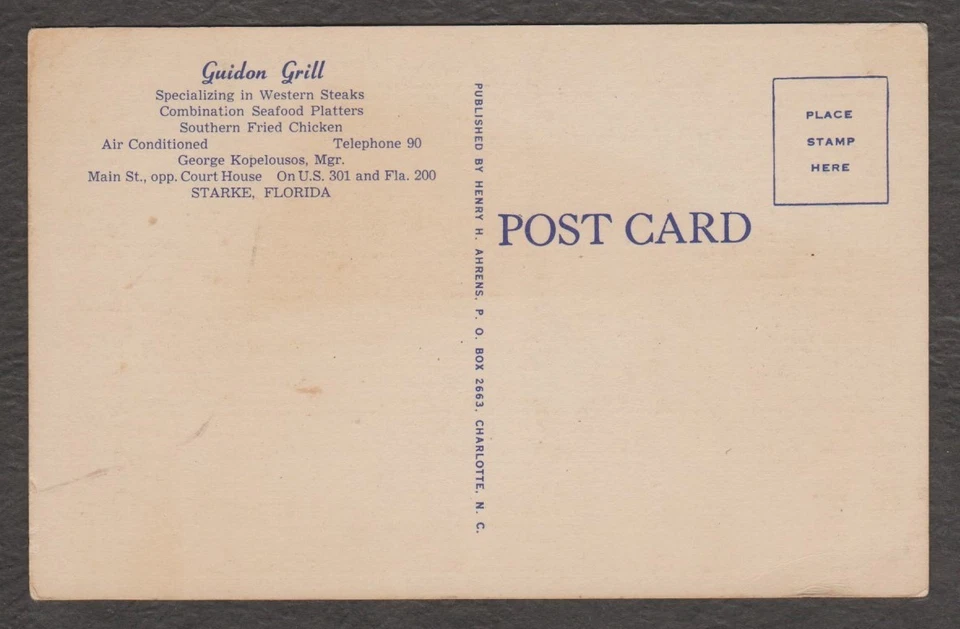 Guidon Grill
Specializing in Western Steaks
Combination Seafood Platters
Southern Fried Chicken
Air Conditioned Telephone 90
George Kopelousos, Mgr.
Main St., opp. Court House On U.S. 301 and Fla. 200
STARKE, FLORIDA
PUBLISHED BY HENRY H. AHRENS, P. O. BOX 2663, CHARLOTTE, N. C.
POST CARD
PLACE
STAMP
HERE